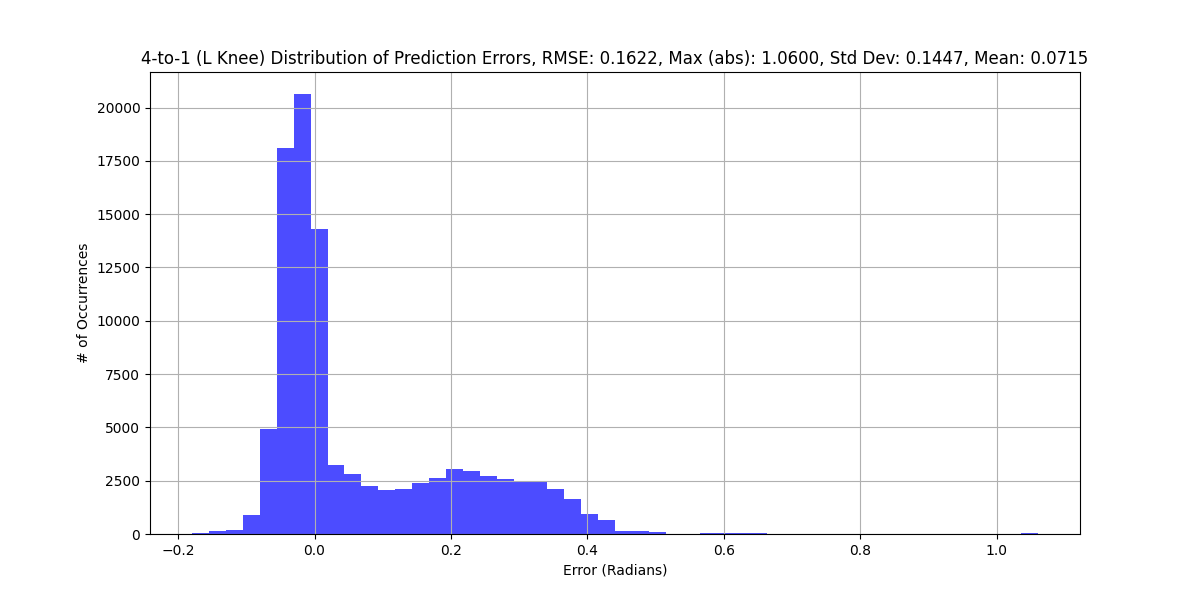 4-to-1 (L Knee) Distribution of Prediction Errors, RMSE: 0.1622, Max (abs): 1.0600, Std Dev: 0.1447, Mean: 0.0715
20000
17500
15000
12500
10000
7500
5000
2500
0
# of Occurrences
−0.2 0.0 0.2 0.4 0.6 0.8 1.0
Error (Radians)